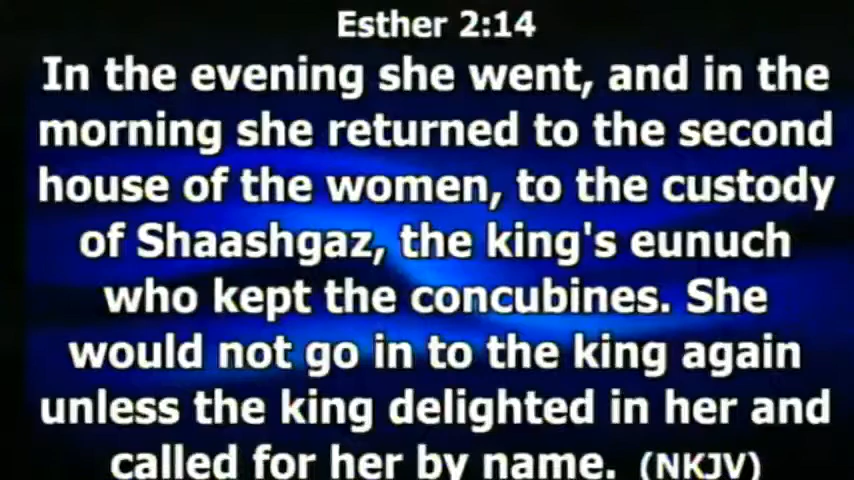 Esther 2:14
In the evening she went, and in the
morning she returned to the second
house of the women, to the custody
of Shaashgaz, the king's eunuch
who kept the concubines. She
would not go in to the king again
unless the king delighted in her and
called for her by name. (NKJV)